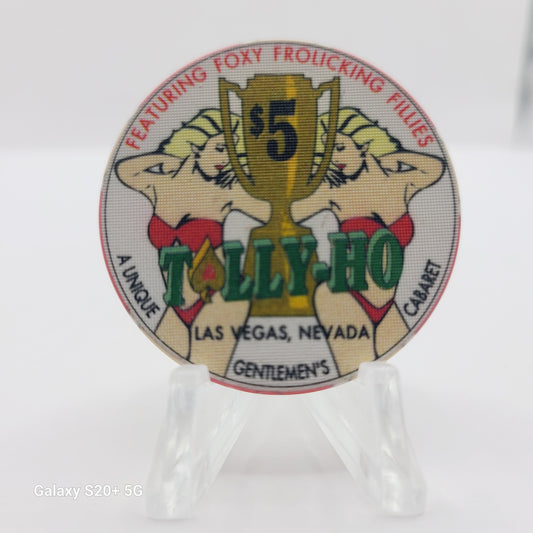 FEATURING FOXY FROLICKING FILLIES
$5
TALLY-HO
A UNIQUE
LAS VEGAS, NEVADA
GENTLEMEN'S
CABARET
Galaxy S20+ 5G